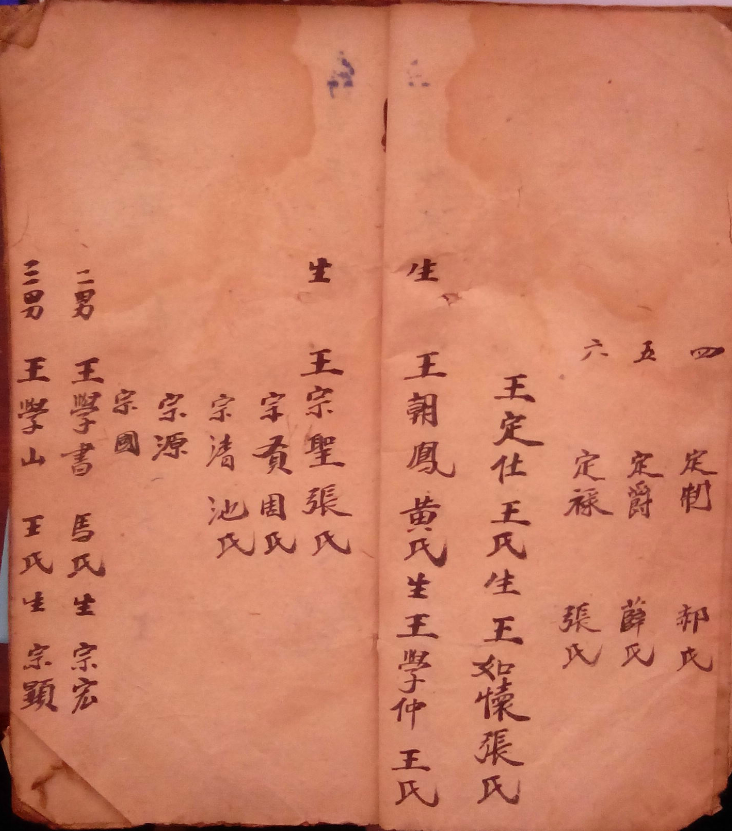 四 定制 郝氏
五 定爵 薛氏
六 定祿 張氏
王定仕王氏生王如懷張氏
生 王朝鳳黃氏生王學仲王氏
生 王宗聖張氏
宗貢周氏
宗清池氏
宗源
宗國
二男 王學書 馬氏生 宗宏
三男 王學山 王氏生 宗顯